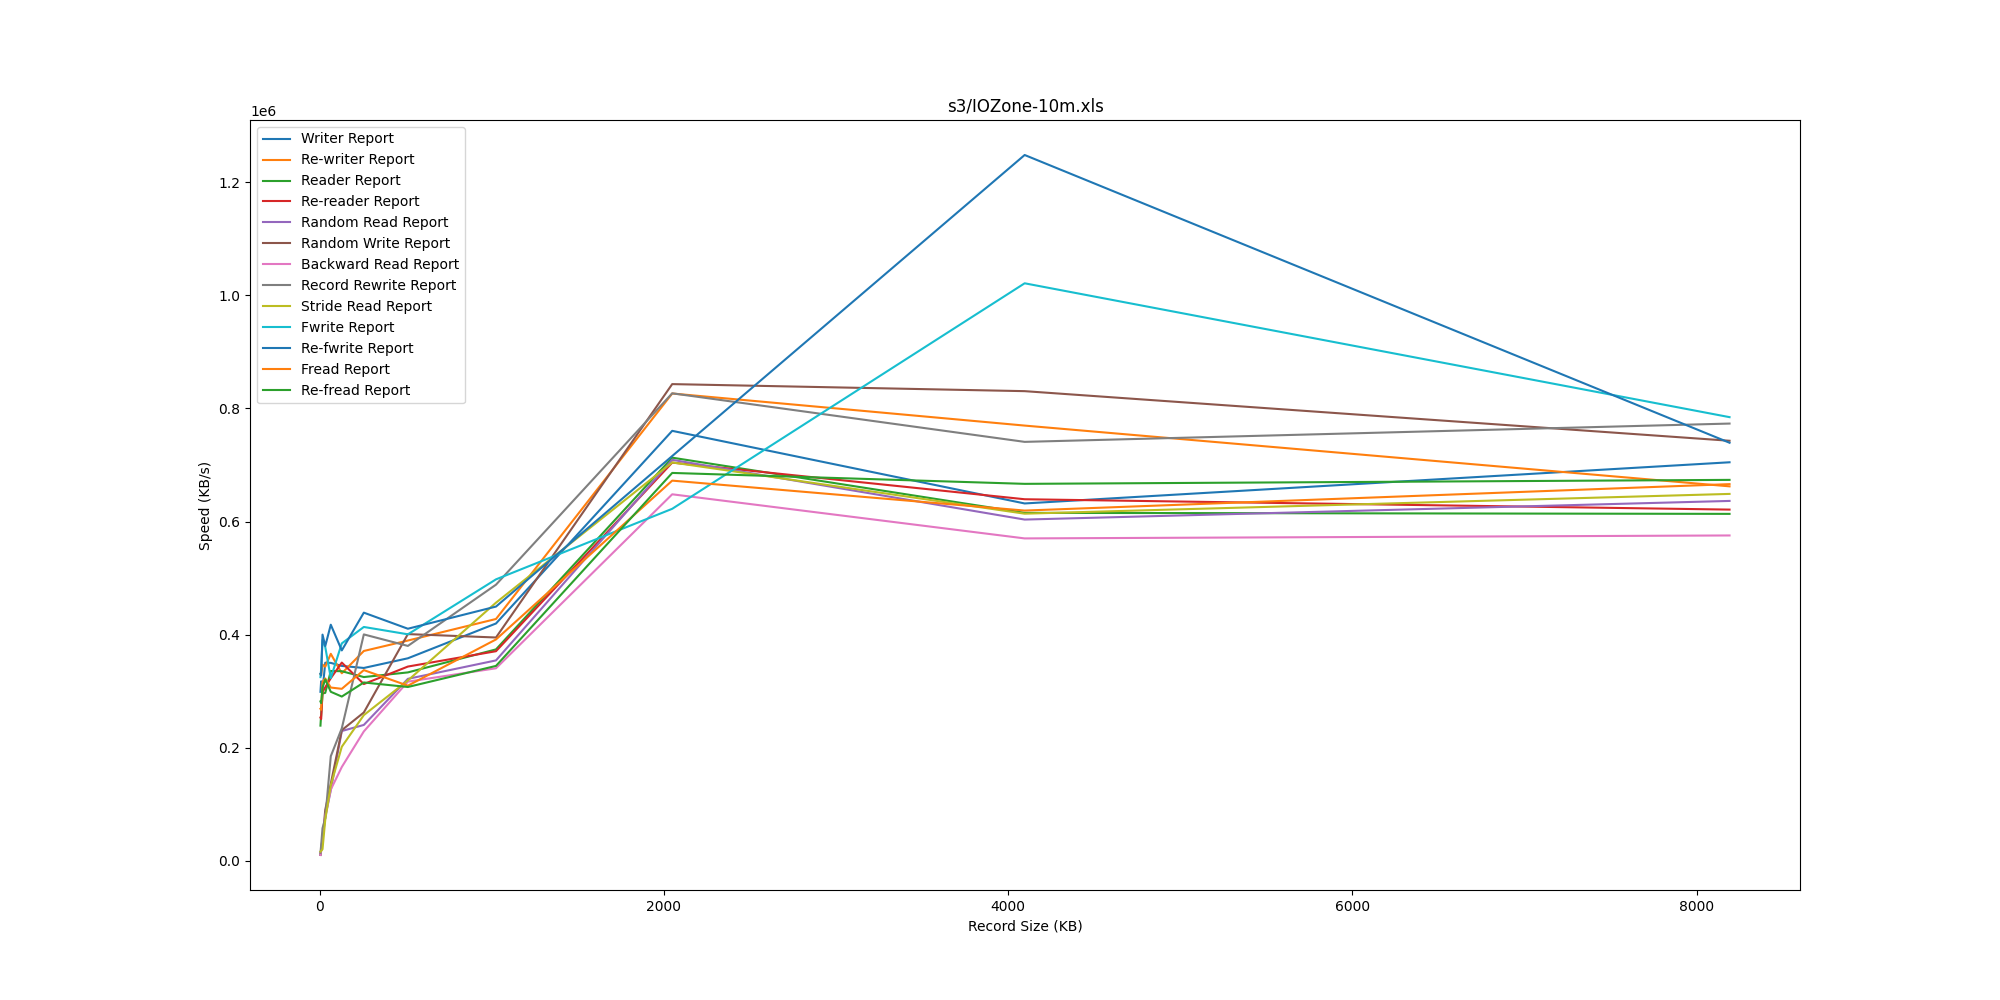 s3/IOZone-10m.xls
1e6
Writer Report
Re-writer Report
Reader Report
Re-reader Report
Random Read Report
Random Write Report
Backward Read Report
Record Rewrite Report
Stride Read Report
Fwrite Report
Re-fwrite Report
Fread Report
Re-fread Report
1.2
1.0
0.8
0.6
0.4
0.2
0.0
Speed (KB/s)
0 2000 4000 6000 8000
Record Size (KB)